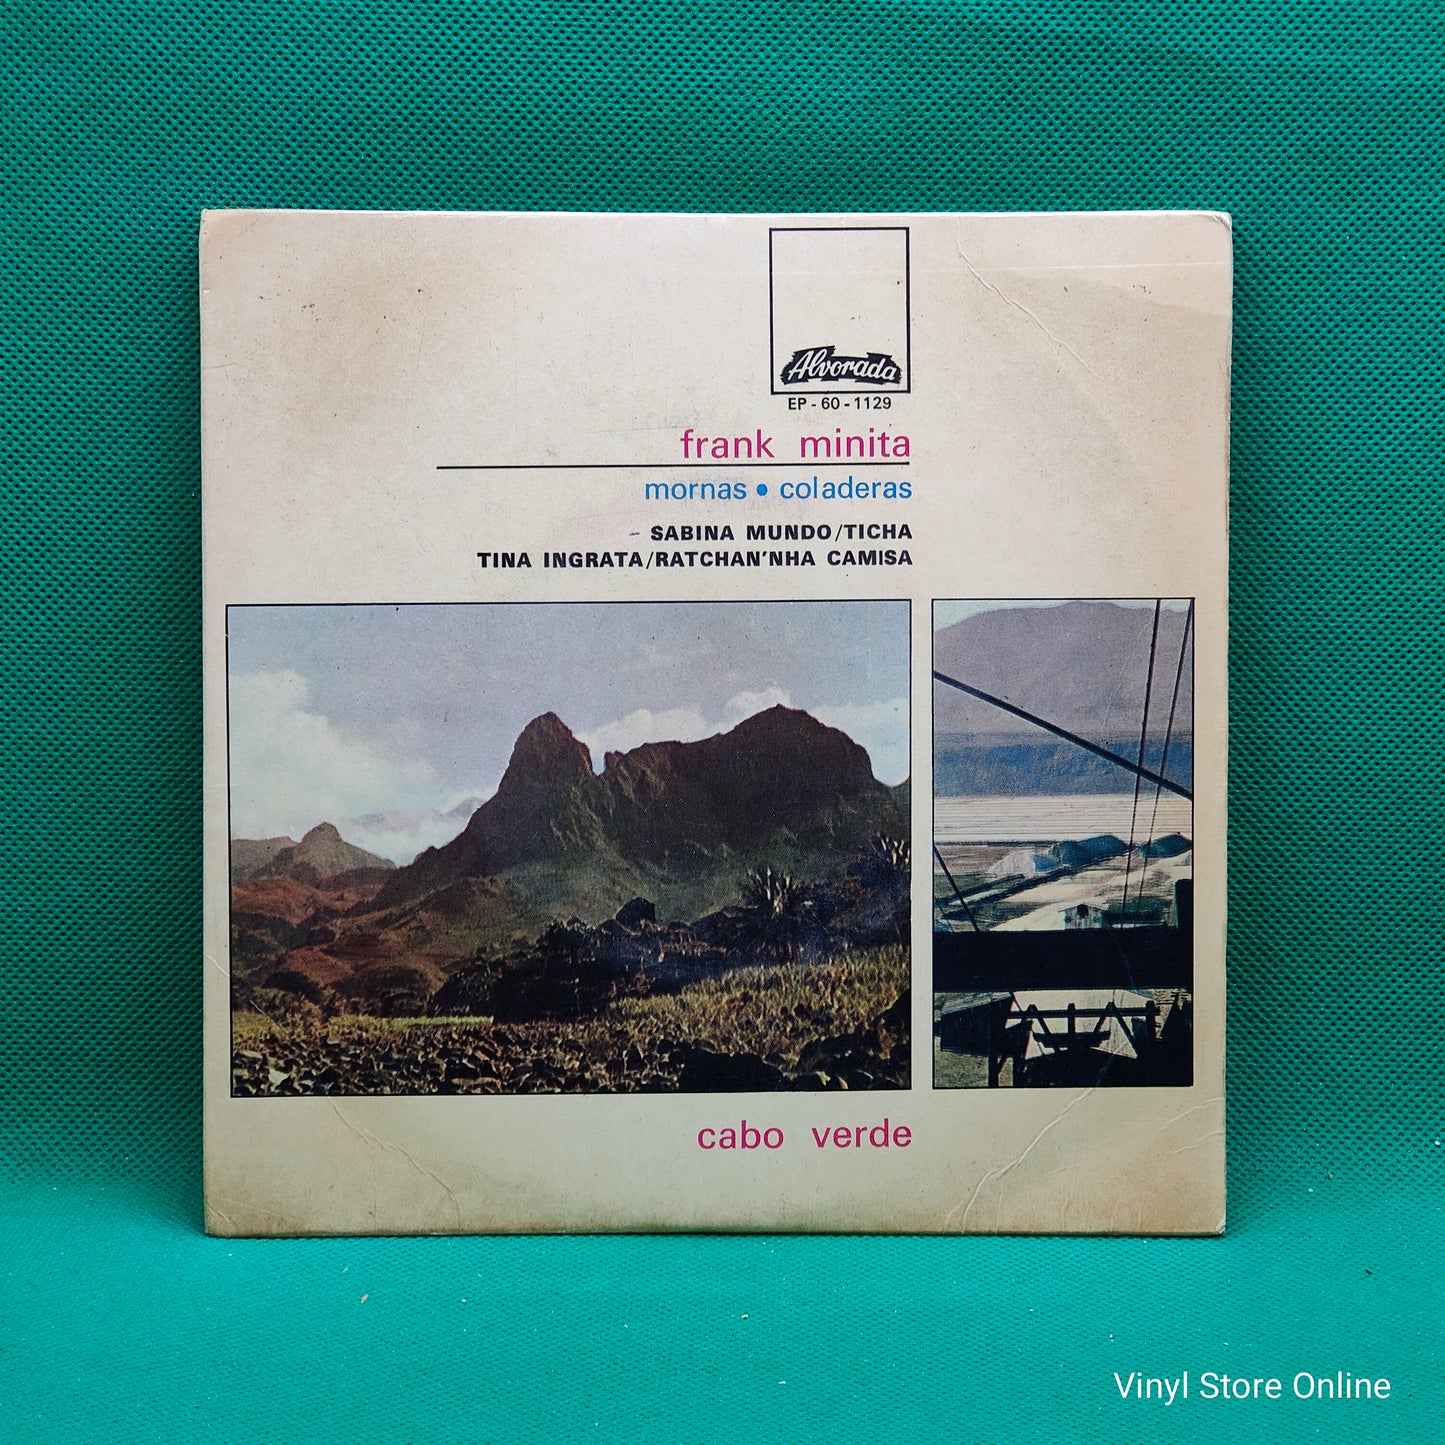 Alvorada
EP - 60 - 1129
frank minita
mornas • coladeras
SABINA MUNDO/TICHA
TINA INGRATA/RATCHAN'NHA CAMISA
cabo verde
Vinyl Store Online